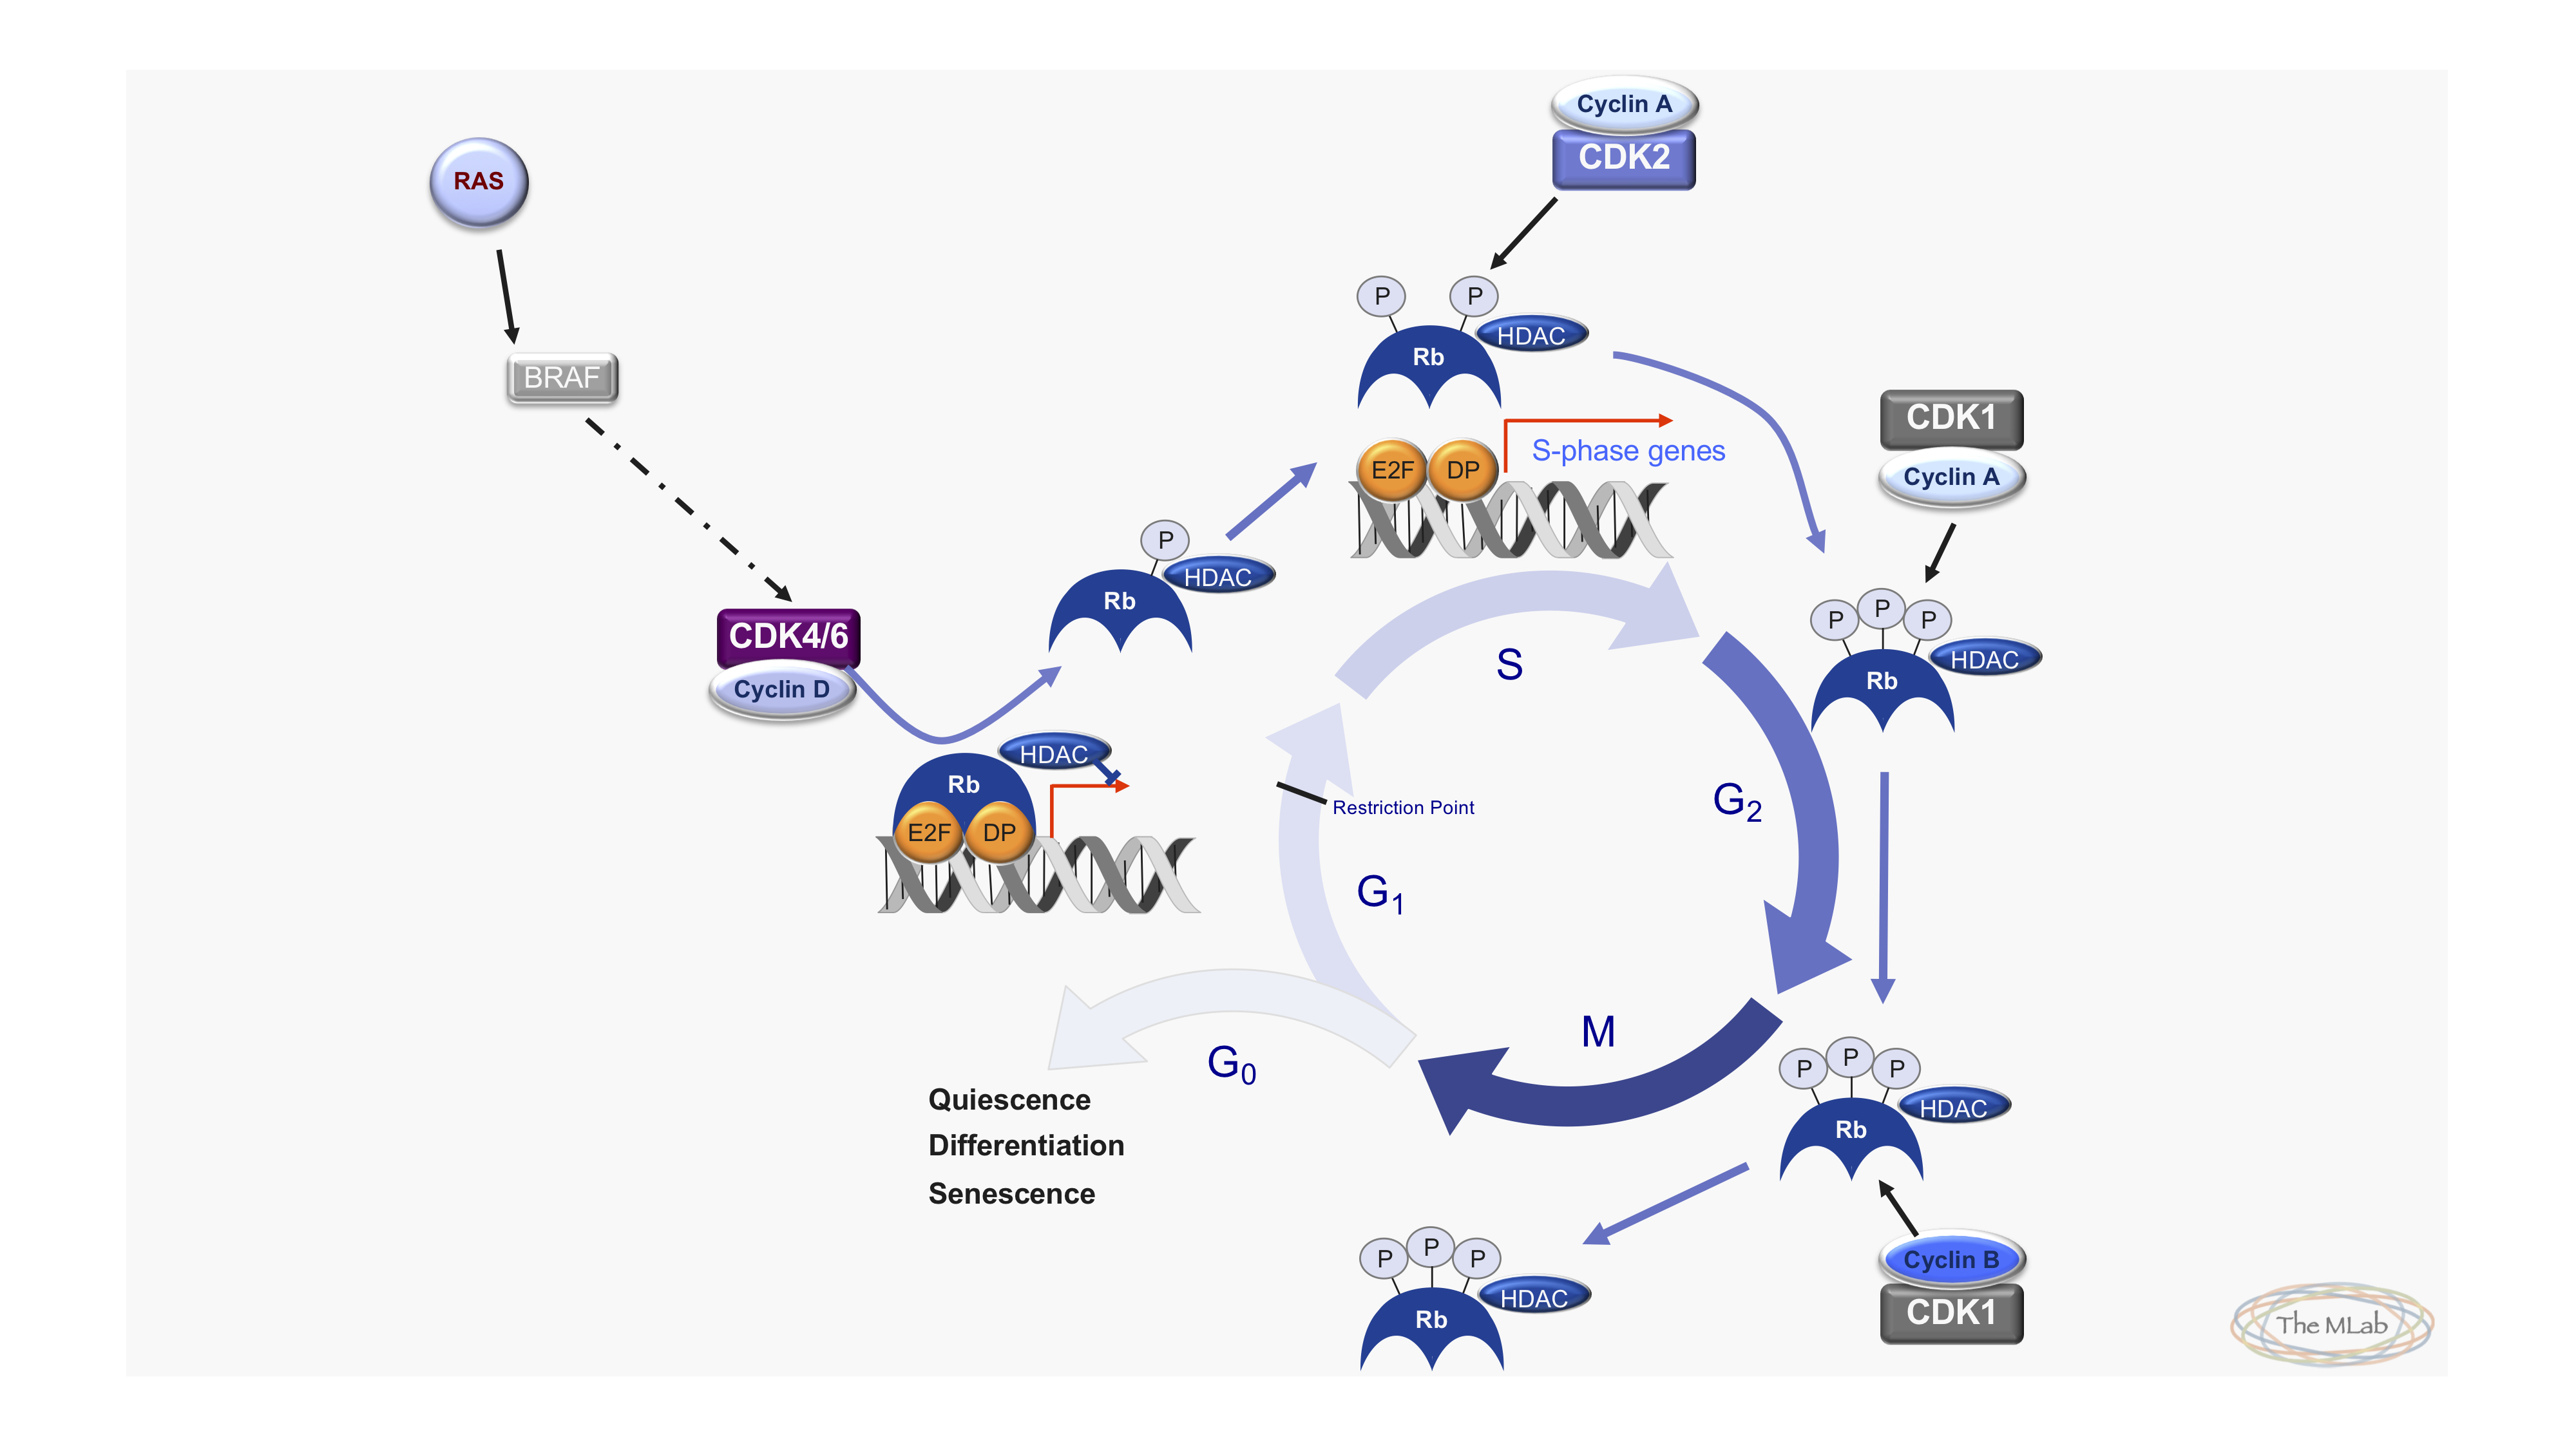 Cyclin A
CDK2
RAS
P
P
HDAC
Rb
BRAF
CDK1
Cyclin A
S-phase genes
E2F
DP
P
HDAC
Rb
P
P
P
HDAC
Rb
CDK4/6
Cyclin D
S
HDAC
Rb
E2F
DP
Restriction Point
G2
G1
M
G0
Quiescence
Differentiation
Senescence
P
P
P
HDAC
Rb
P
P
P
HDAC
Rb
Cyclin B
CDK1
The MLab